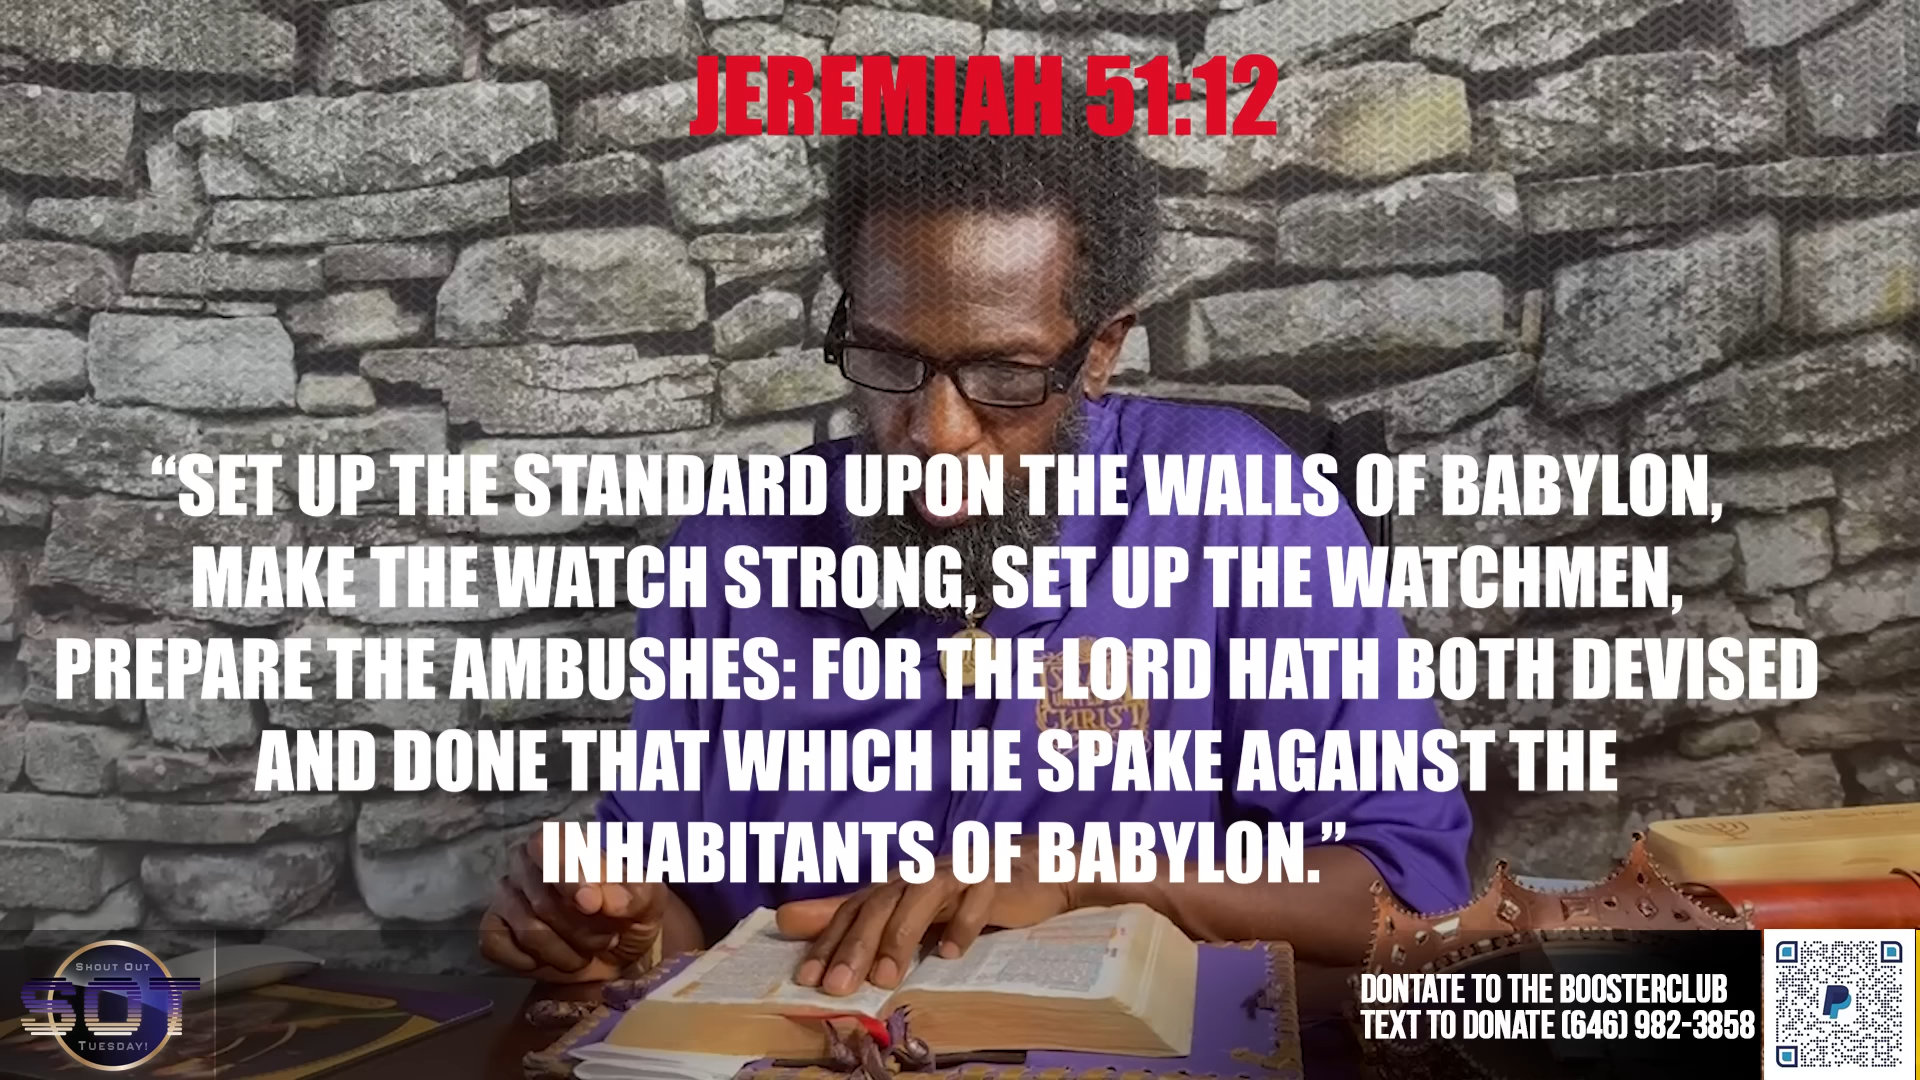 JEREMIAH 51:12
“SET UP THE STANDARD UPON THE WALLS OF BABYLON,
MAKE THE WATCH STRONG, SET UP THE WATCHMEN,
PREPARE THE AMBUSHES: FOR THE LORD HATH BOTH DEVISED
AND DONE THAT WHICH HE SPAKE AGAINST THE
INHABITANTS OF BABYLON.”
UNITED
CHRIST
SHOUT OUT
SOT
TUESDAY!
DONTATE TO THE BOOSTERCLUB
TEXT TO DONATE (646) 982-3858